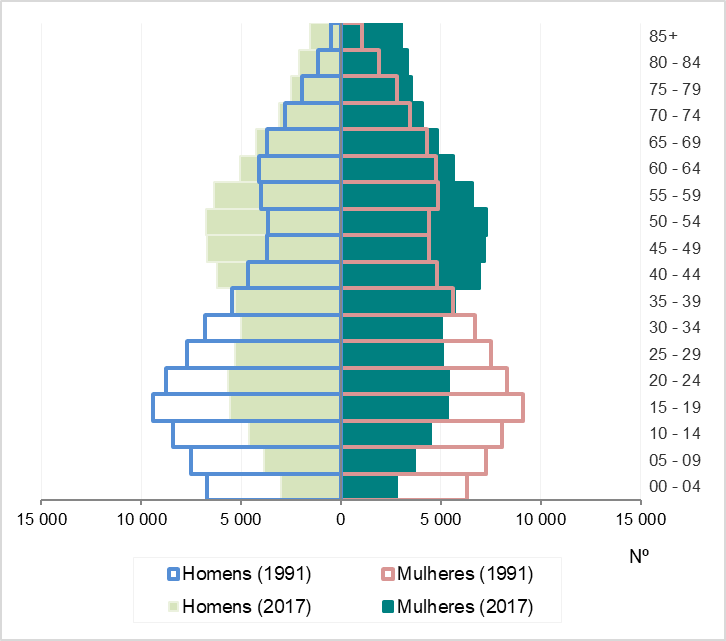 85+
80 - 84
75 - 79
70 - 74
65 - 69
60 - 64
55 - 59
50 - 54
45 - 49
40 - 44
35 - 39
30 - 34
25 - 29
20 - 24
15 - 19
10 - 14
05 - 09
00 - 04
15 000 10 000 5 000 0 5 000 10 000 15 000
Nº
Homens (1991) Mulheres (1991)
Homens (2017) Mulheres (2017)